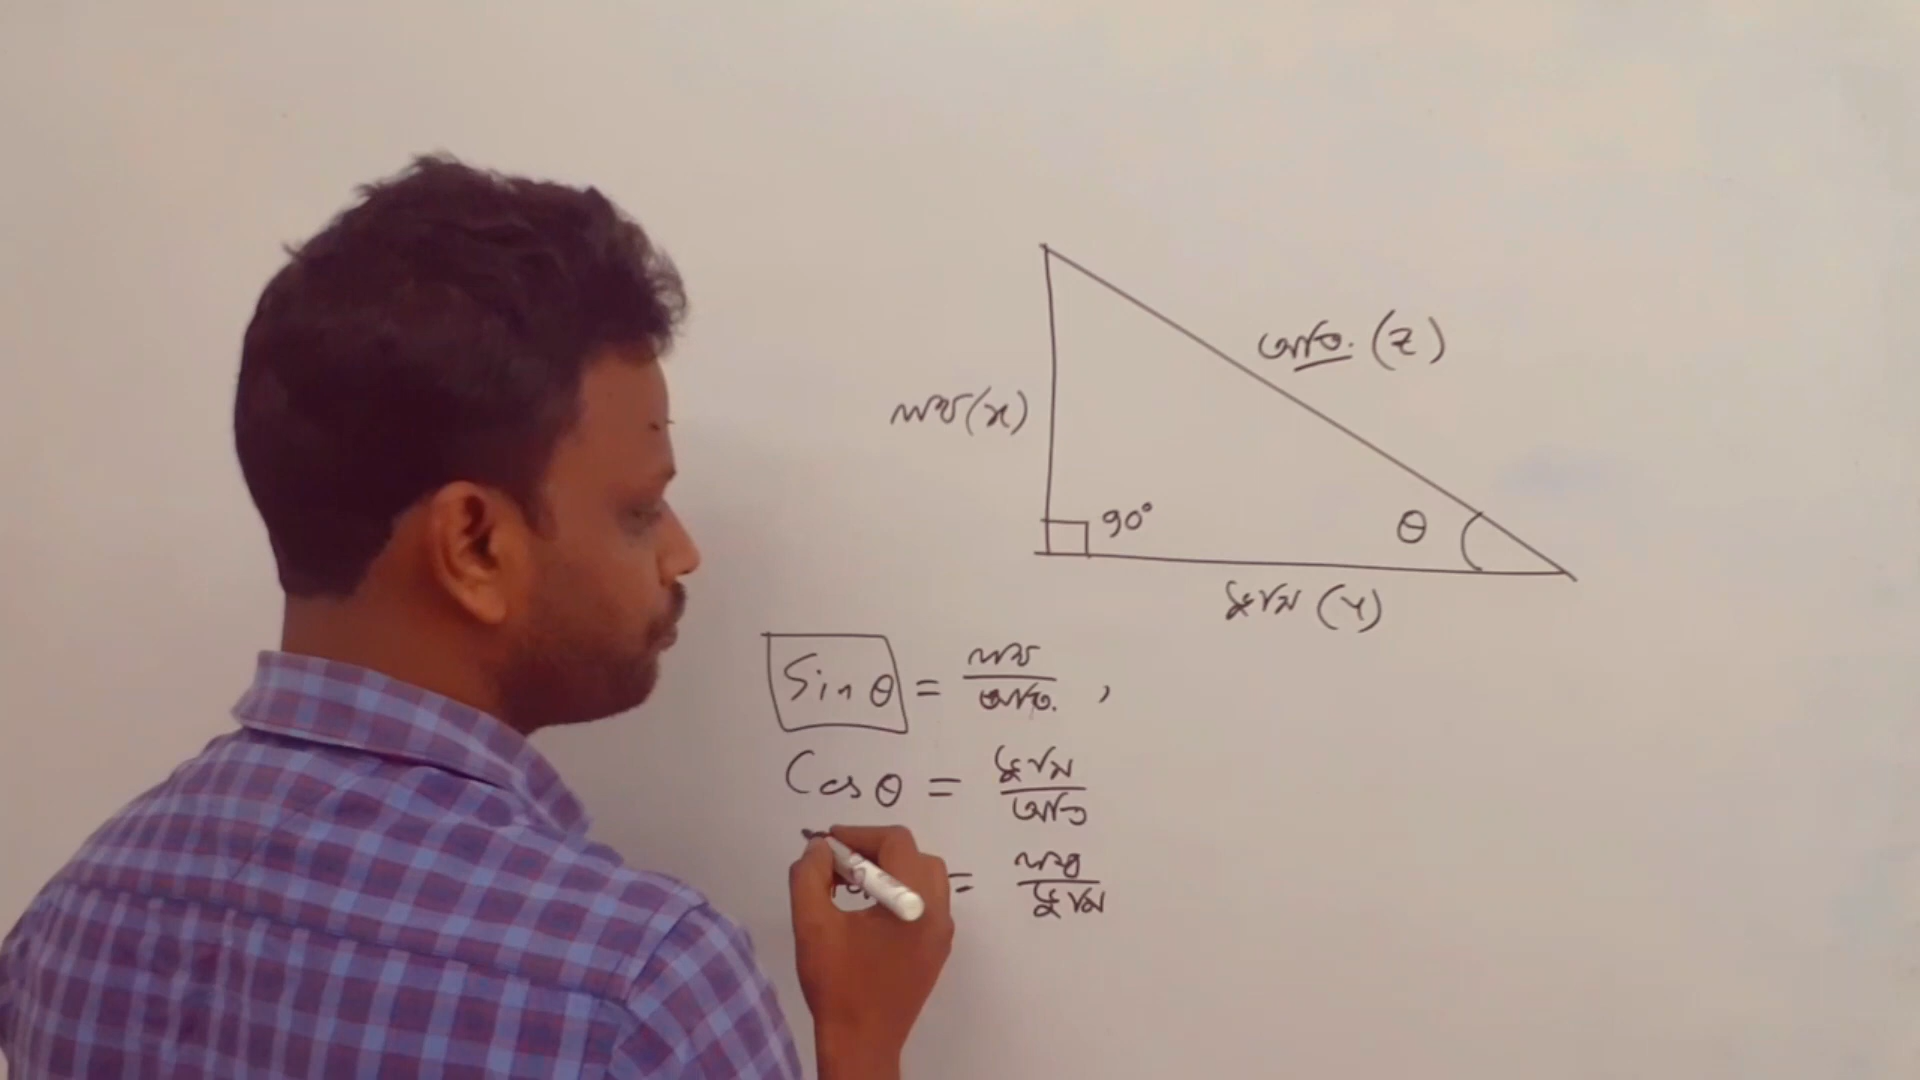 অতি. (z)
লম্ব (x)
90° θ
ভূমি (y)
Sin θ = লম্ব / অতি. ,
Cos θ = ভূমি / অতি
= লম্ব / ভূমি